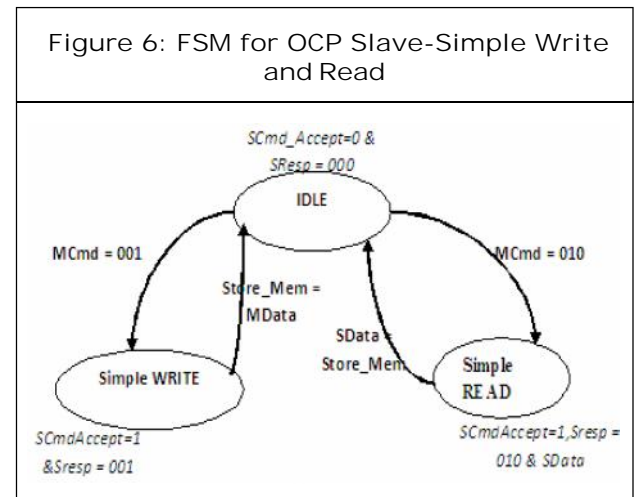 Figure 6: FSM for OCP Slave-Simple Write
and Read
SCmd_Accept=0 &
SResp = 000
IDLE
MCmd = 001
MCmd = 010
Store_Mem =
MData
SData =
Store_Mem
Simple WRITE
Simple
READ
SCmdAccept=1
&Sresp = 001
SCmdAccept=1,Sresp =
010 & SData